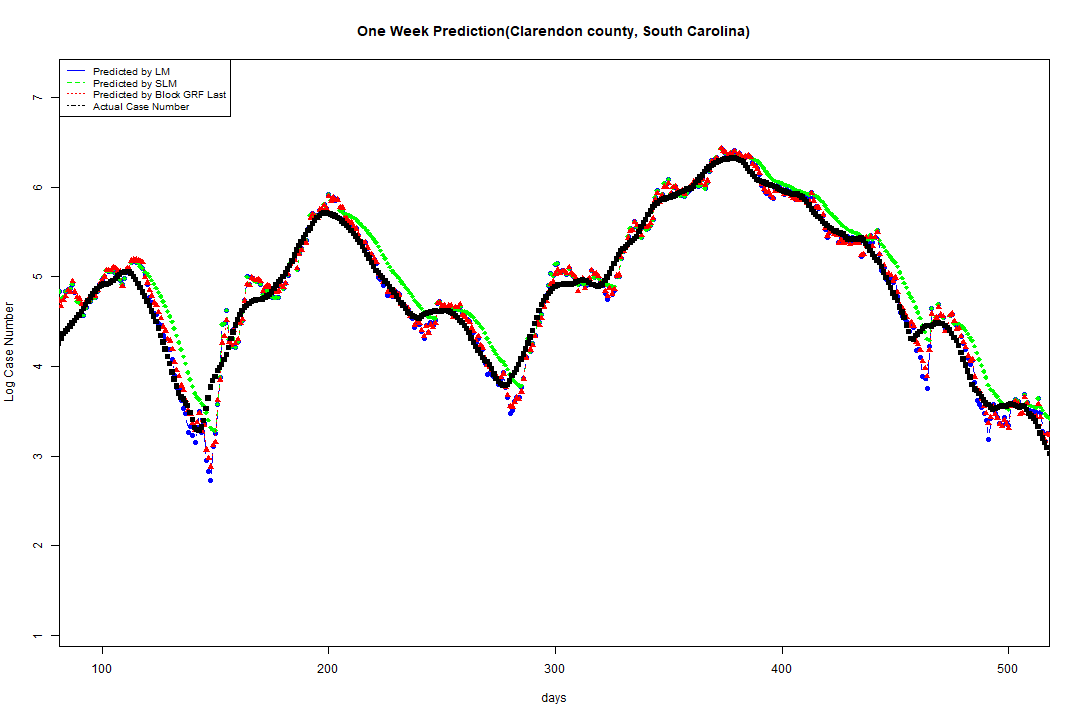 One Week Prediction(Clarendon county, South Carolina)
Predicted by LM
Predicted by SLM
Predicted by Block GRF Last
Actual Case Number
Log Case Number
7
6
5
4
3
2
1
100 200 300 400 500
days